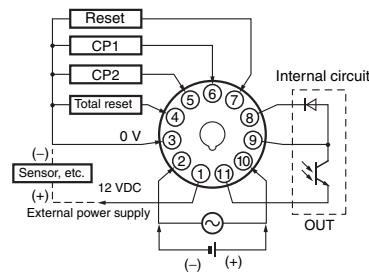 Reset
CP1
CP2
Total reset
Internal circuit
6
5
7
4
8
3
9
2
10
1
11
0 V
(−)
Sensor, etc.
(+)
12 VDC
External power supply
OUT
(−)
(+)